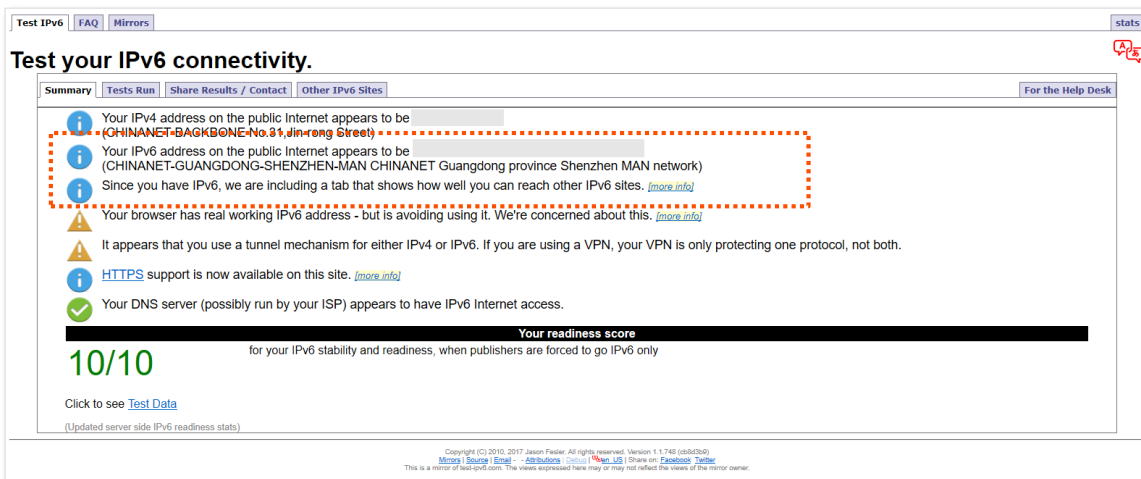 Test IPv6 FAQ Mirrors stats
Test your IPv6 connectivity.
Summary Tests Run Share Results / Contact Other IPv6 Sites For the Help Desk
Your IPv4 address on the public Internet appears to be
(CHINANET-BACKBONE No.31,Jin-rong Street)
Your IPv6 address on the public Internet appears to be
(CHINANET-GUANGDONG-SHENZHEN-MAN CHINANET Guangdong province Shenzhen MAN network)
Since you have IPv6, we are including a tab that shows how well you can reach other IPv6 sites. [more info]
Your browser has real working IPv6 address - but is avoiding using it. We're concerned about this. [more info]
It appears that you use a tunnel mechanism for either IPv4 or IPv6. If you are using a VPN, your VPN is only protecting one protocol, not both.
HTTPS support is now available on this site. [more info]
Your DNS server (possibly run by your ISP) appears to have IPv6 Internet access.
Your readiness score
10/10 for your IPv6 stability and readiness, when publishers are forced to go IPv6 only
Click to see Test Data
(Updated server side IPv6 readiness stats)
Copyright (C) 2010, 2017 Jason Fesler. All rights reserved. Version 1.1.748 (cb8d3b9)
Mirrors | Source | Email - - Attributions | Debug | en_US | Share on: Facebook Twitter
This is a mirror of test-ipv6.com. The views expressed here may or may not reflect the views of the mirror owner.